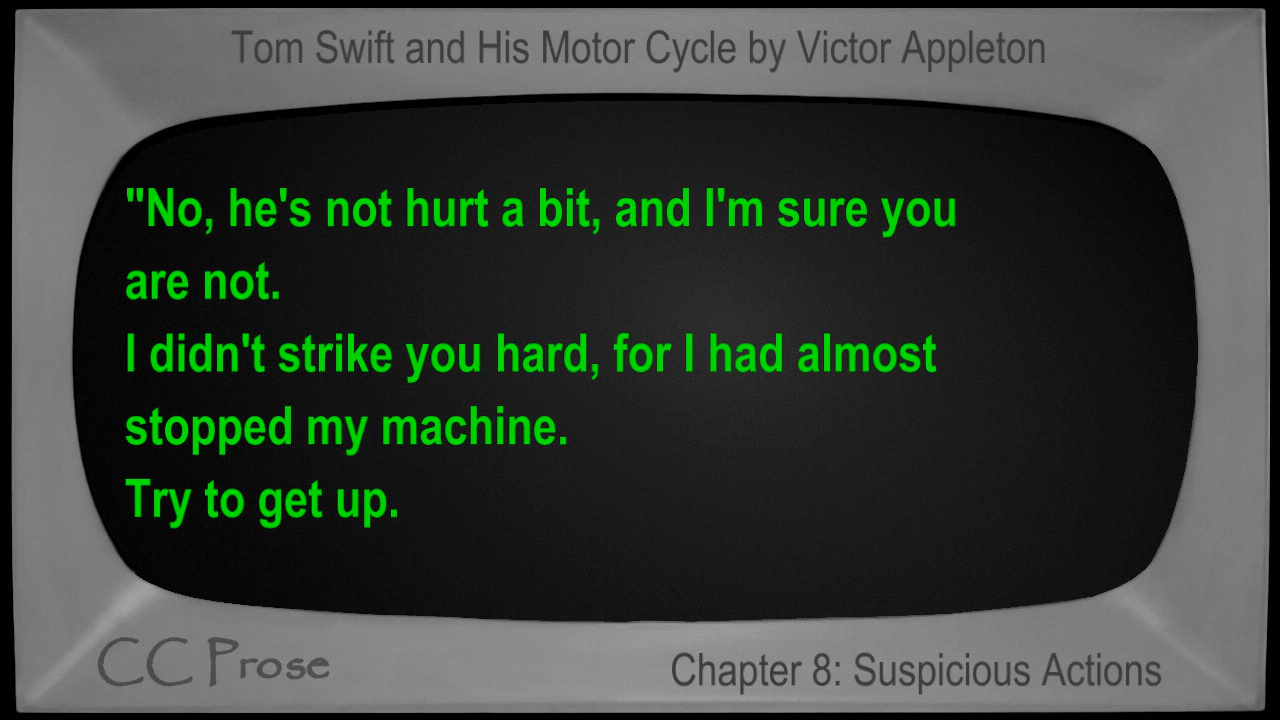 Tom Swift and His Motor Cycle by Victor Appleton
"No, he's not hurt a bit, and I'm sure you
are not.
I didn't strike you hard, for I had almost
stopped my machine.
Try to get up.
CC Prose
Chapter 8: Suspicious Actions